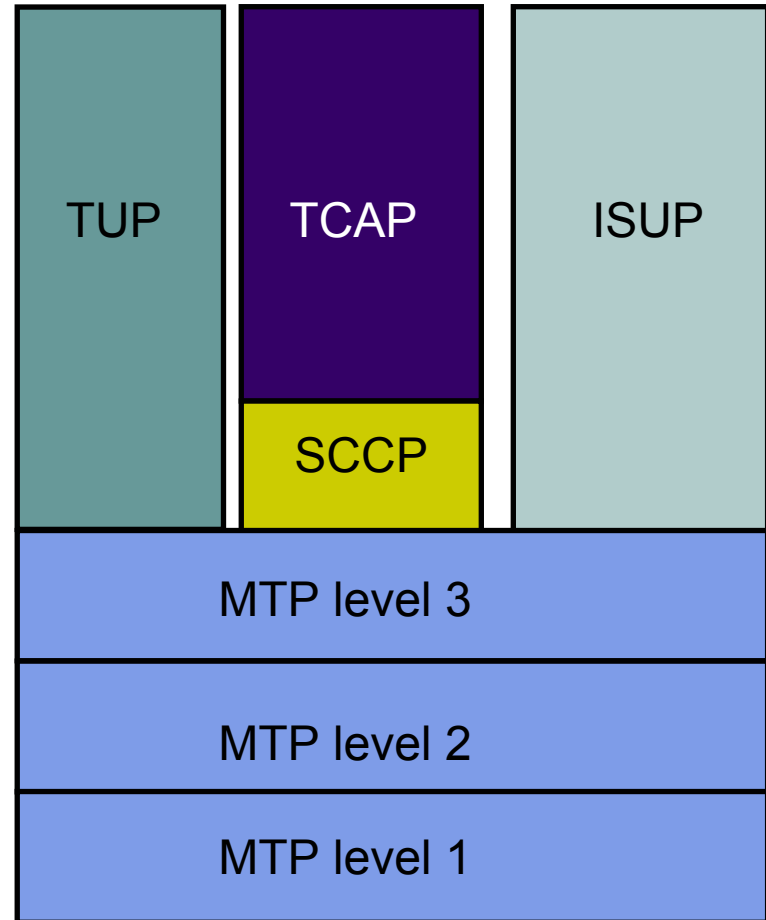 TUP
TCAP
ISUP
SCCP
MTP level 3
MTP level 2
MTP level 1